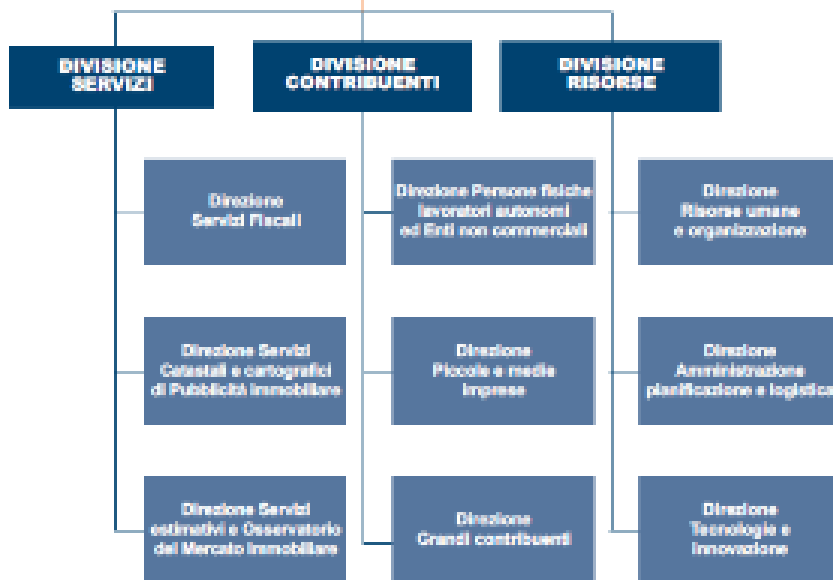 DIVISIONE
SERVIZI
DIVISIONE
CONTRIBUENTI
DIVISIONE
RISORSE
Direzione
Servizi Fiscali
Direzione Persone fisiche
lavoratori autonomi
ed Enti non commerciali
Direzione
Risorse umane
e organizzazione
Direzione Servizi
Catastali e cartografici
di Pubblicità Immobiliare
Direzione
Piccole e medie
imprese
Direzione
Amministrazione
pianificazione e logistica
Direzione Servizi
estimativi e Osservatorio
del Mercato Immobiliare
Direzione
Grandi contribuenti
Direzione
Tecnologie e
innovazione